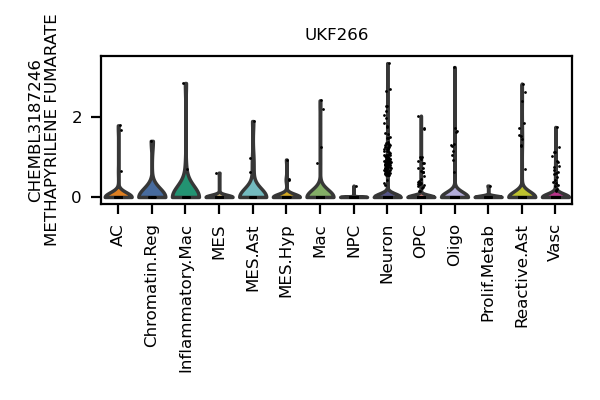 UKF266
CHEMBL3187246
METHAPYRILENE FUMARATE
2
0
AC
Chromatin.Reg
Inflammatory.Mac
MES
MES.Ast
MES.Hyp
Mac
NPC
Neuron
OPC
Oligo
Prolif.Metab
Reactive.Ast
Vasc